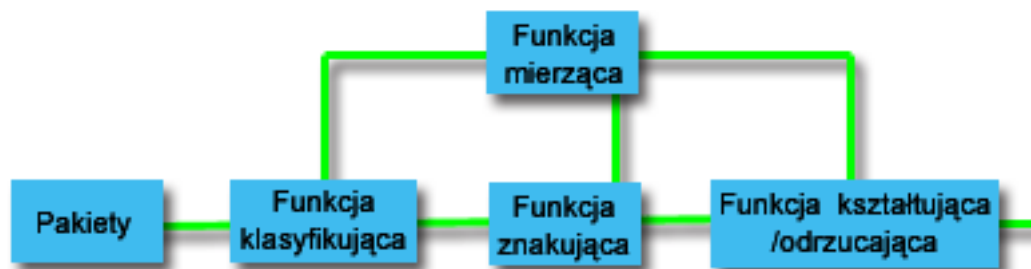 Funkcja
mierząca
Pakiety
Funkcja
klasyfikująca
Funkcja
znakująca
Funkcja kształtująca
/odrzucająca